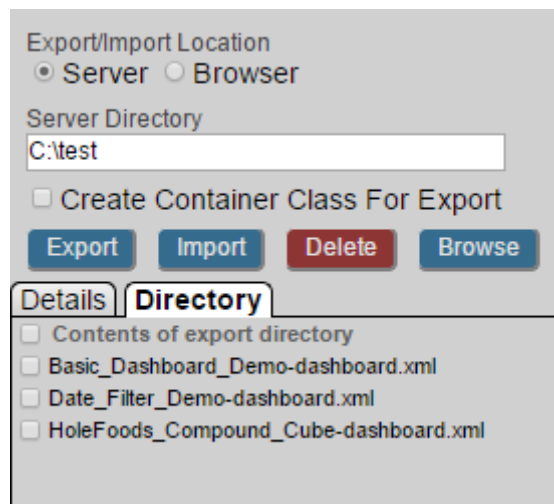 Export/Import Location
Server Browser
Server Directory
C:\test
Create Container Class For Export
Export Import Delete Browse
Details Directory
Contents of export directory
Basic_Dashboard_Demo-dashboard.xml
Date_Filter_Demo-dashboard.xml
HoleFoods_Compound_Cube-dashboard.xml